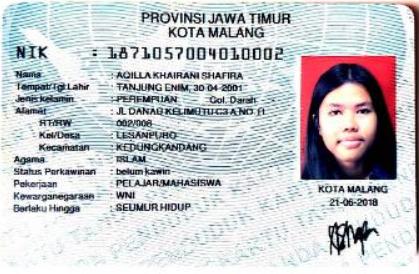 PROVINSI JAWA TIMUR
KOTA MALANG
NIK : 1871057004010002
Nama : AQILLA KHAIRANI SHAFIRA
Tempat/Tgl Lahir : TANJUNG ENIM, 30-04-2001
Jenis kelamin : PEREMPUAN Gol. Darah -
Alamat : JL DANAO KELIMUTU C3 A NO. 11
RT/RW : 002/008
Kel/Desa : LESANPURO
Kecamatan : KEDUNGKANDANG
Agama : ISLAM
Status Perkawinan : belum kawin
Pekerjaan : PELAJAR/MAHASISWA
Kewarganegaraan : WNI
Berlaku Hingga : SEUMUR HIDUP
KOTA MALANG
21-06-2018